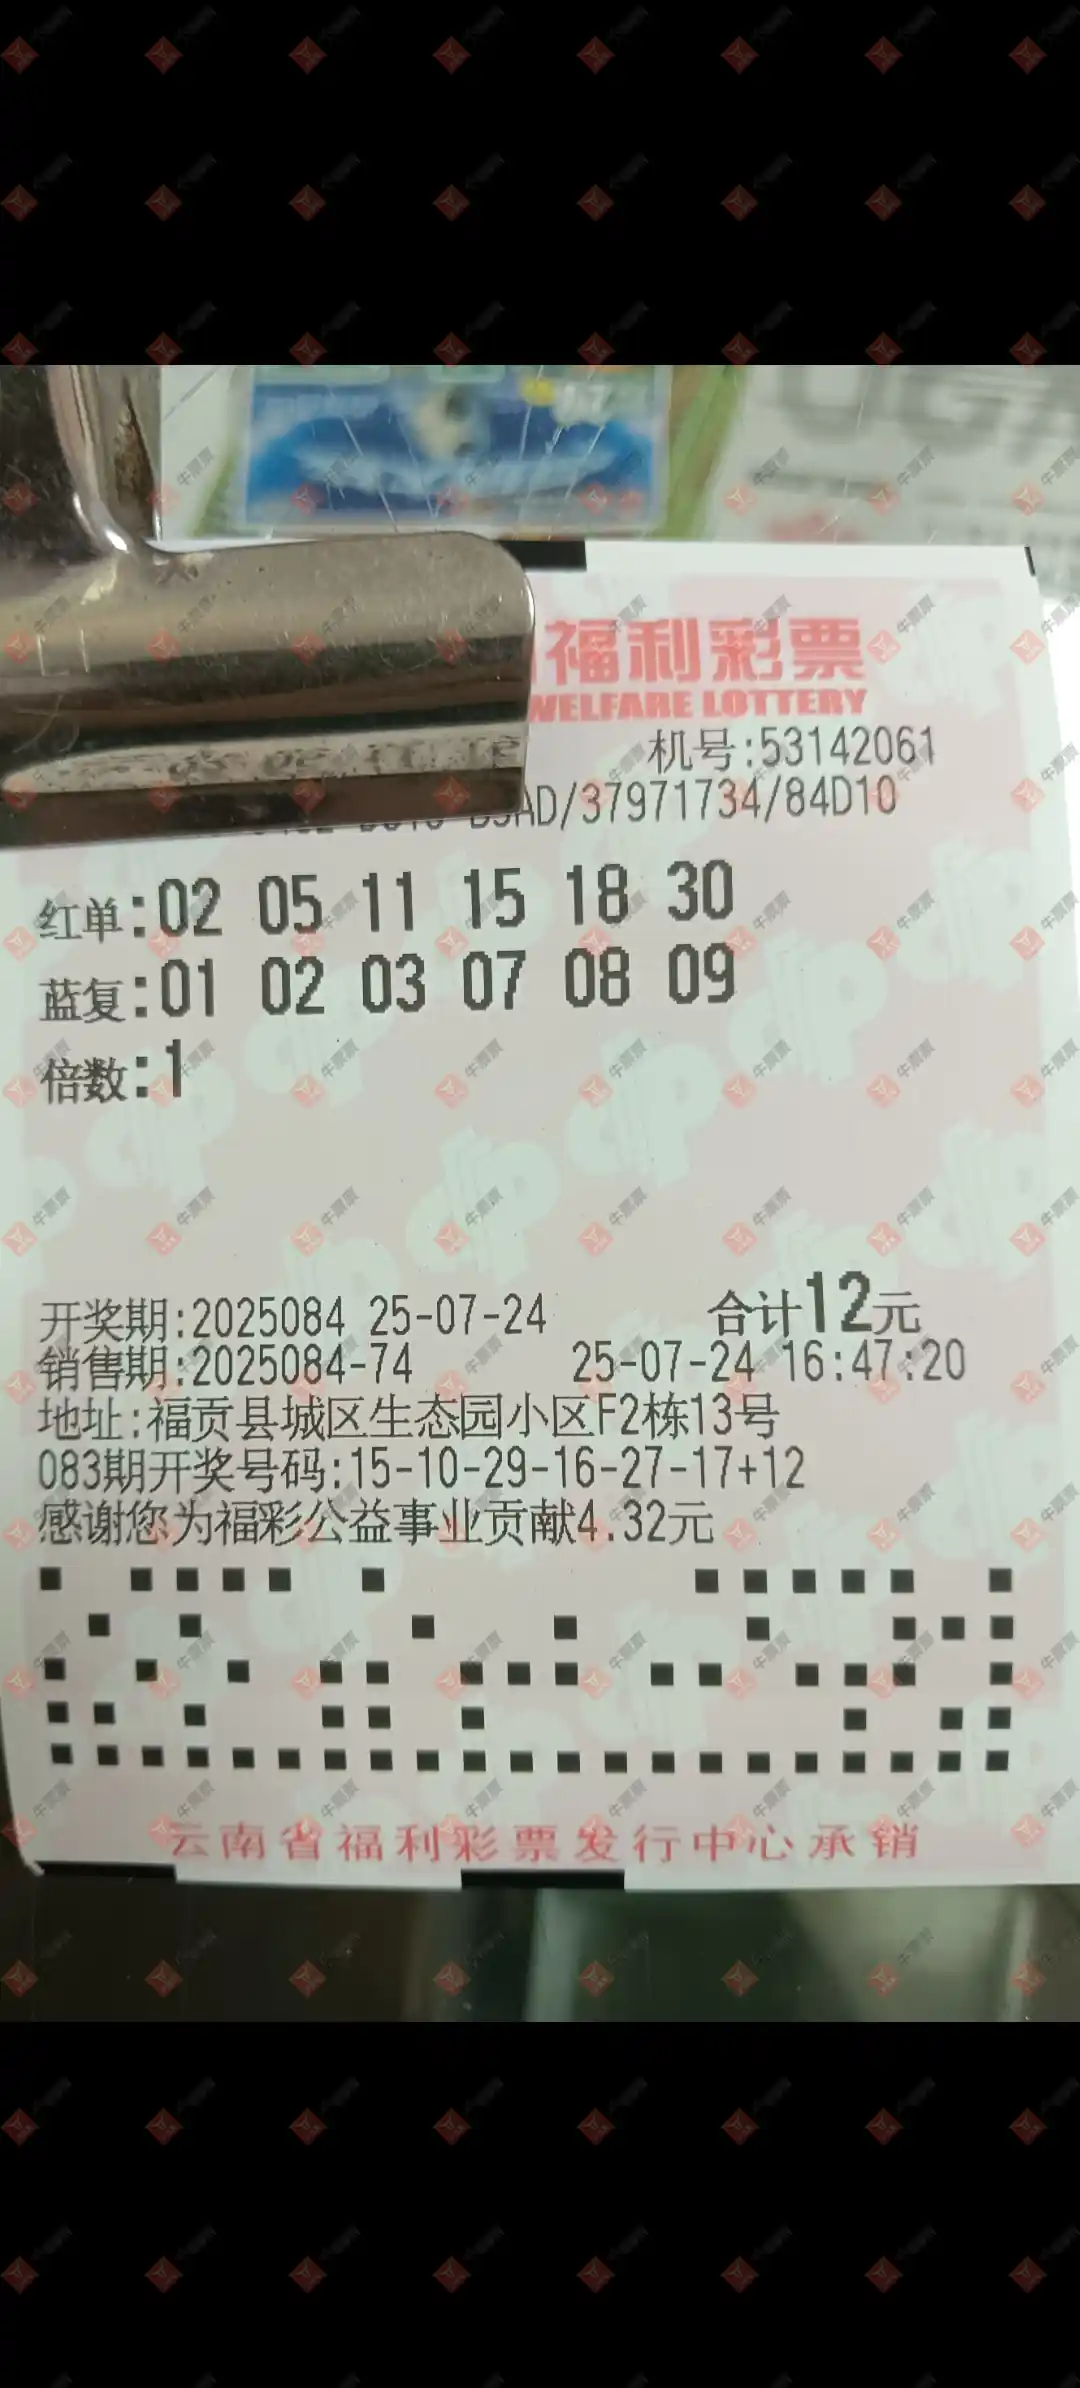 福利彩票
WELFARE LOTTERY
机号:53142061
AD/37971734/84D10
红单:02 05 11 15 18 30
蓝复:01 02 03 07 08 09
倍数:1
开奖期:2025084 25-07-24 合计12元
销售期:2025084-74 25-07-24 16:47:20
地址:福贡县城区生态园小区F2栋13号
083期开奖号码:15-10-29-16-27-17+12
感谢您为福彩公益事业贡献4.32元
云南省福利彩票发行中心承销
牛票票